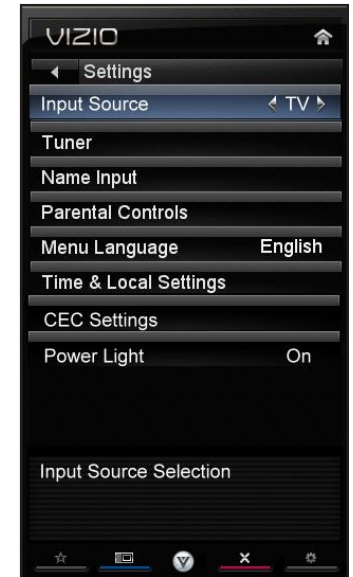 VIZIO
Settings
Input Source TV
Tuner
Name Input
Parental Controls
Menu Language English
Time & Local Settings
CEC Settings
Power Light On
Input Source Selection
V